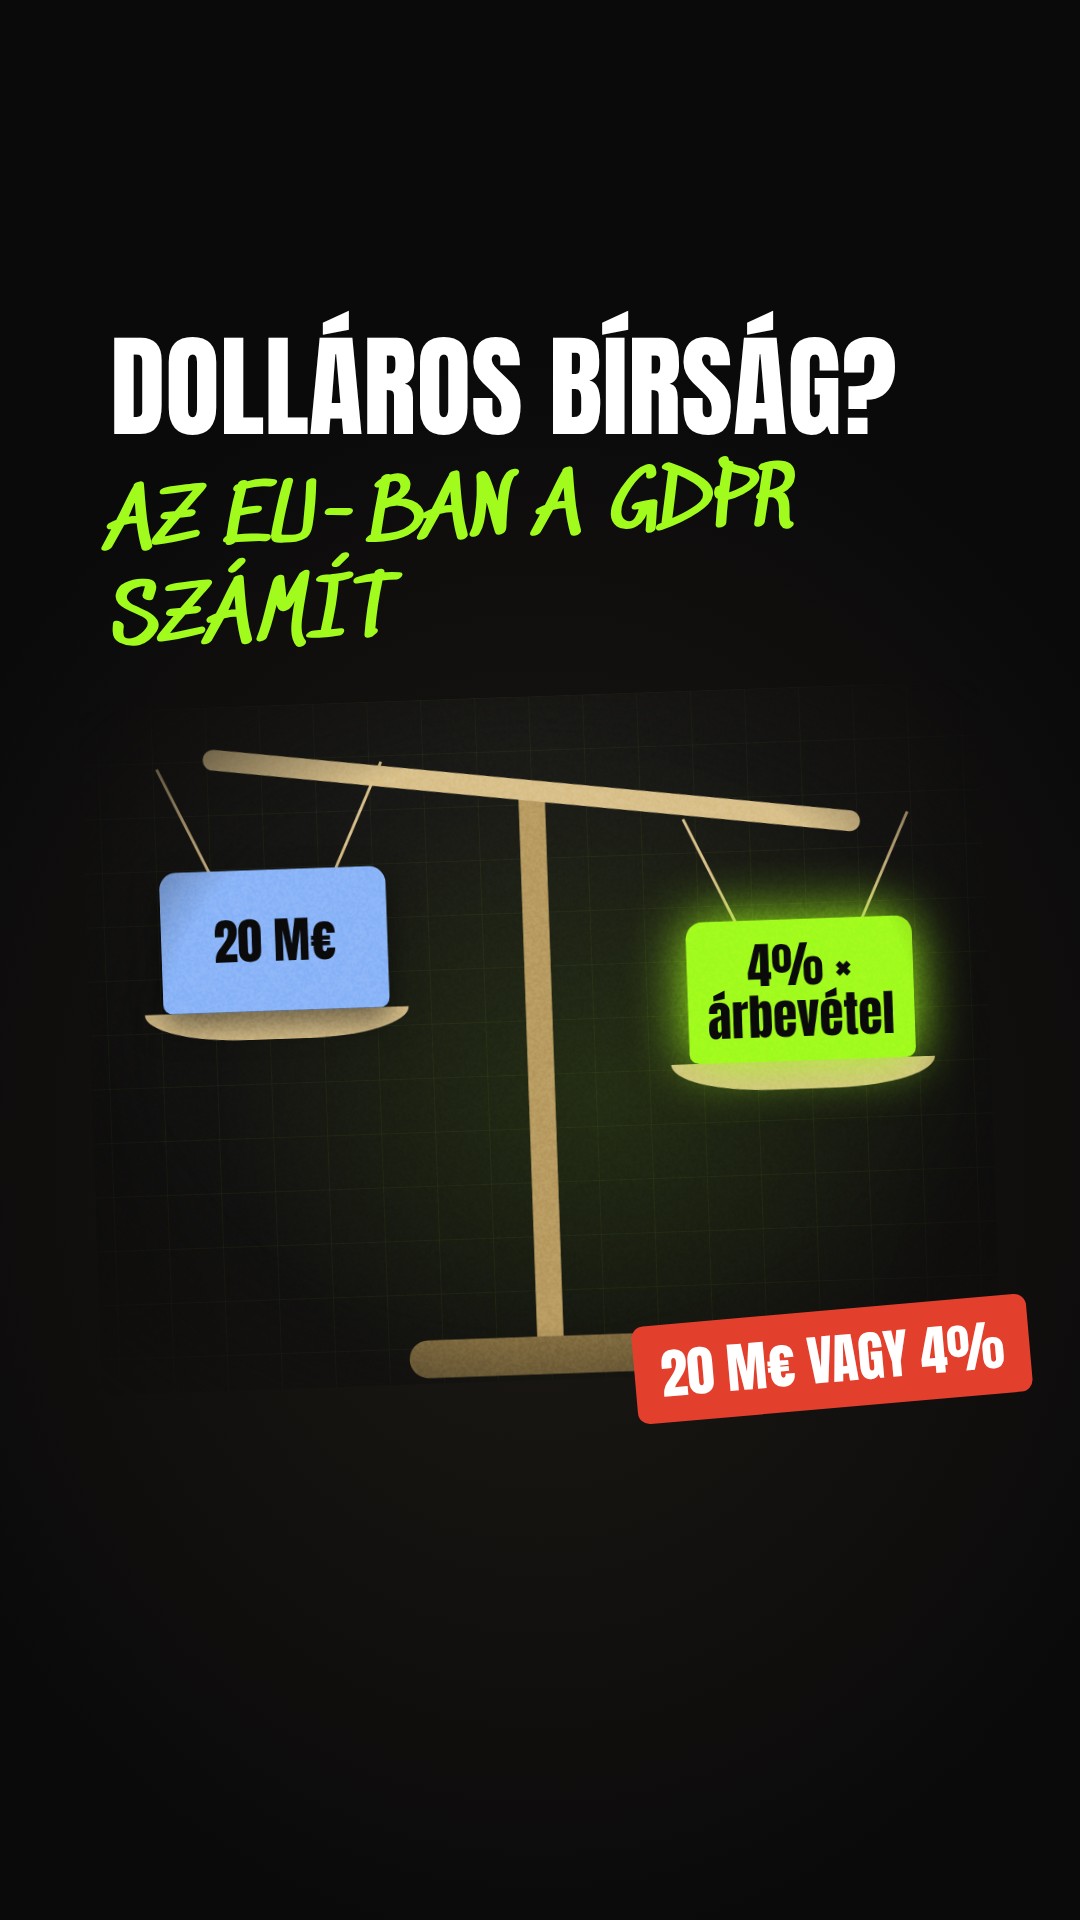 DOLLÁROS BÍRSÁG?
AZ EU-BAN A GDPR
SZÁMÍT
20 M€
4% ×
árbevétel
20 M€ VAGY 4%